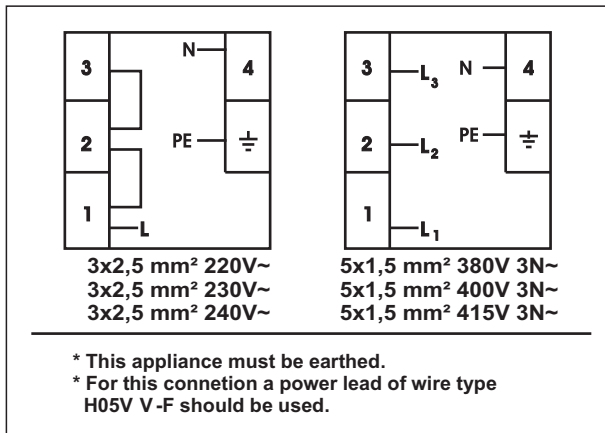 3
2
1
L
N
PE
4
3x2,5 mm² 220V~
3x2,5 mm² 230V~
3x2,5 mm² 240V~
3
2
1
L3
L2
L1
N
PE
4
5x1,5 mm² 380V 3N~
5x1,5 mm² 400V 3N~
5x1,5 mm² 415V 3N~
* This appliance must be earthed.
* For this connetion a power lead of wire type
H05V V -F should be used.